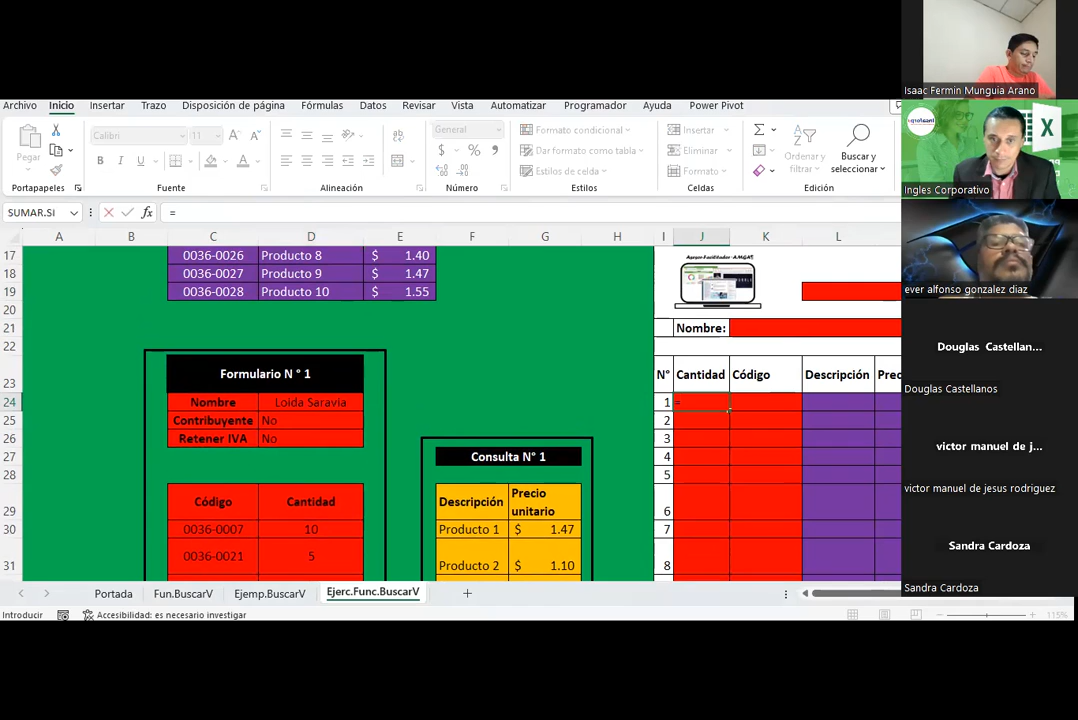 Archivo Inicio Insertar Trazo Disposición de página Fórmulas Datos Revisar Vista Automatizar Programador Ayuda Power Pivot
Pegar
Calibri 11
General
Formato condicional
Dar formato como tabla
Estilos de celda
Insertar
Eliminar
Formato
Ordenar y filtrar
Buscar y seleccionar
Portapapeles Fuente Alineación Número Estilos Celdas Edición
SUMAR.SI fx =
A B C D E F G H I J K L
17 0036-0026 Producto 8 $ 1.40
18 0036-0027 Producto 9 $ 1.47
19 0036-0028 Producto 10 $ 1.55
20
21 Nombre:
22
23 Formulario N ° 1 N° Cantidad Código Descripción Prec
24 Nombre Loida Saravia 1 =
25 Contribuyente No 2
26 Retener IVA No 3
27 Consulta N° 1 4
28 5
29 Código Cantidad Descripción Precio unitario 6
30 0036-0007 10 Producto 1 $ 1.47 7
31 0036-0021 5 Producto 2 $ 1.10 8
Portada Fun.BuscarV Ejemp.BuscarV Ejerc.Func.BuscarV +
Introducir Accesibilidad: es necesario investigar 115%
Isaac Fermin Munguia Arano
Ingles Corporativo
ever alfonso gonzalez diaz
Douglas Castellan...
Douglas Castellanos
victor manuel de j...
victor manuel de jesus rodriguez
Sandra Cardoza
Sandra Cardoza